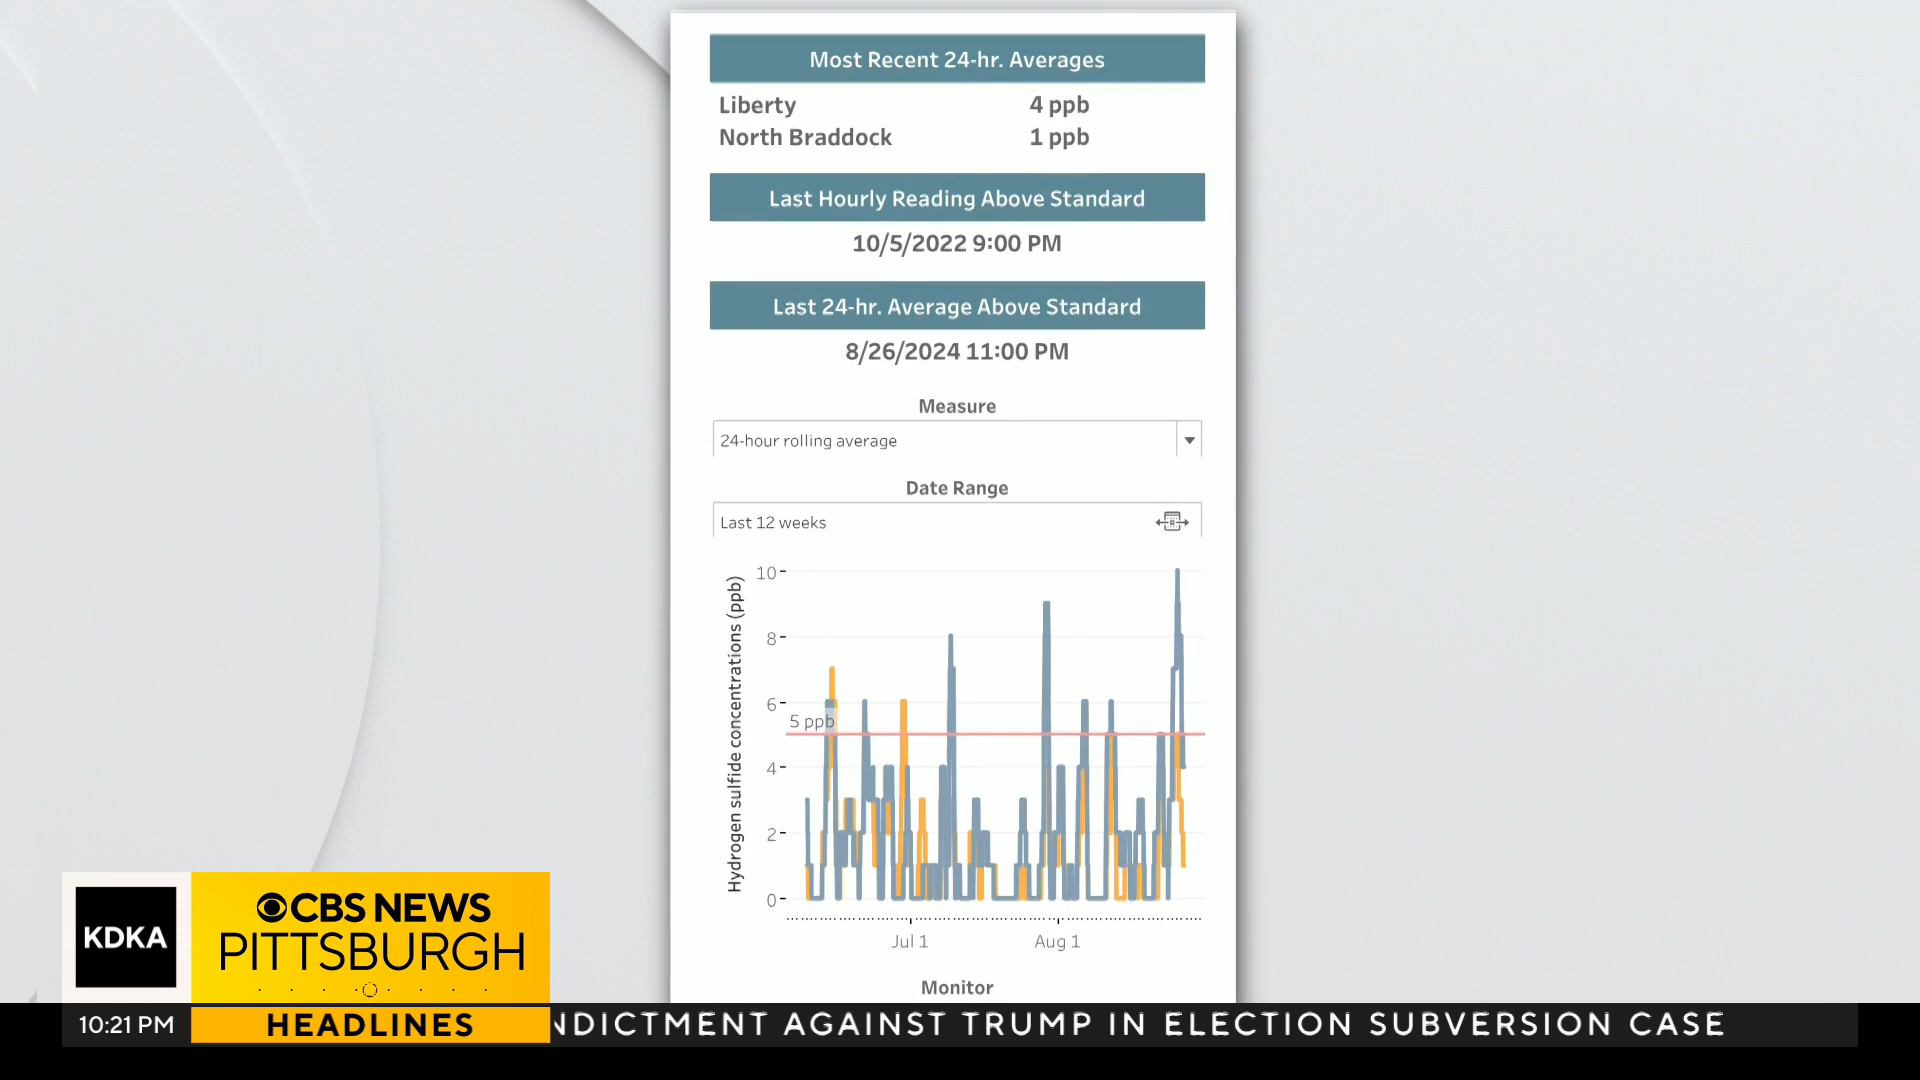 Most Recent 24-hr. Averages
Liberty 4 ppb
North Braddock 1 ppb
Last Hourly Reading Above Standard
10/5/2022 9:00 PM
Last 24-hr. Average Above Standard
8/26/2024 11:00 PM
Measure
24-hour rolling average
Date Range
Last 12 weeks
Hydrogen sulfide concentrations (ppb)
10
8
6
5 ppb
4
2
0
Jul 1 Aug 1
Monitor
KDKA
CBS NEWS
PITTSBURGH
10:21 PM
HEADLINES
NDICTMENT AGAINST TRUMP IN ELECTION SUBVERSION CASE